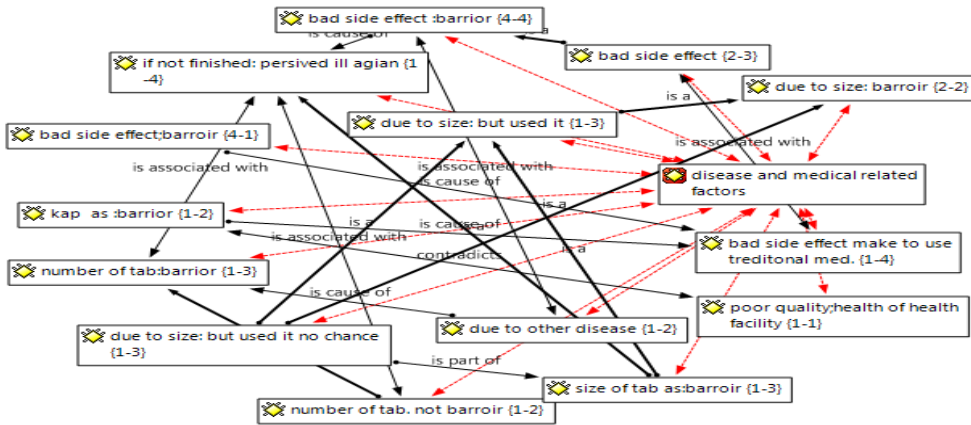 bad side effect :barrior {4-4}
is cause of
is a
if not finished: persived ill agian {1
-4}
bad side effect {2-3}
due to size: barroir {2-2}
is a
due to size: but used it {1-3}
bad side effect;barroir {4-1}
is associated with
is associated with
is associated with
is cause of
disease and medical related
factors
kap as :barrior {1-2}
is a
is cause of
is a
is associated with
contradicts
is a
bad side effect make to use
treditonal med. {1-4}
number of tab:barrior {1-3}
is cause of
poor quality;health of health
facility {1-1}
due to size: but used it no chance
{1-3}
due to other disease {1-2}
is part of
size of tab as:barroir {1-3}
number of tab. not barroir {1-2}